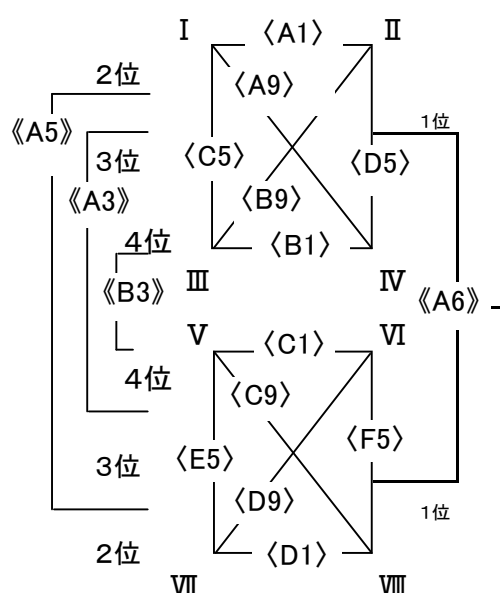 Ⅰ 〈A1〉 Ⅱ
2位 〈A9〉
《A5》 1位
3位 〈C5〉 〈D5〉
《A3》 〈B9〉
4位 〈B1〉
《B3》 Ⅲ Ⅳ 《A6》
Ⅴ 〈C1〉 Ⅵ
4位 〈C9〉
〈F5〉
3位 〈E5〉
〈D9〉 1位
2位 〈D1〉
Ⅶ Ⅷ